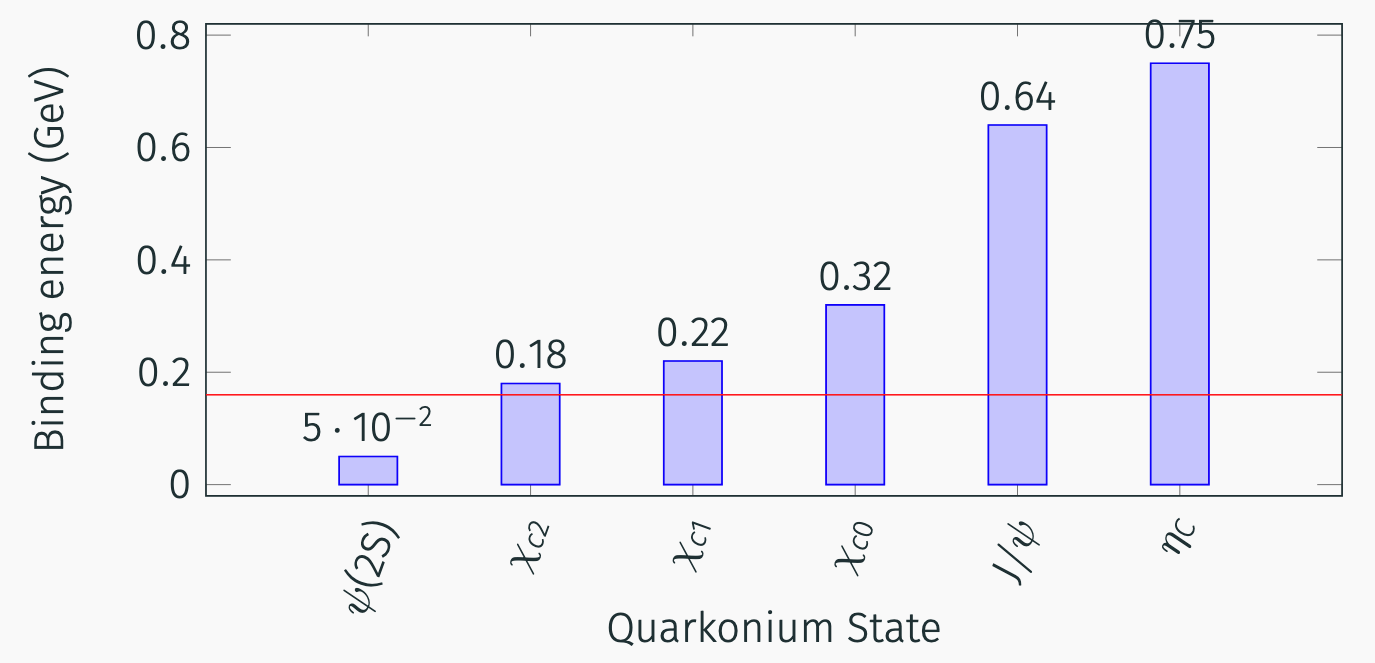 Binding energy (GeV)
0.8
0.6
0.4
0.2
0
5 · 10⁻²
0.18
0.22
0.32
0.64
0.75
ψ(2S)
χc2
χc1
χc0
J/ψ
ηc
Quarkonium State